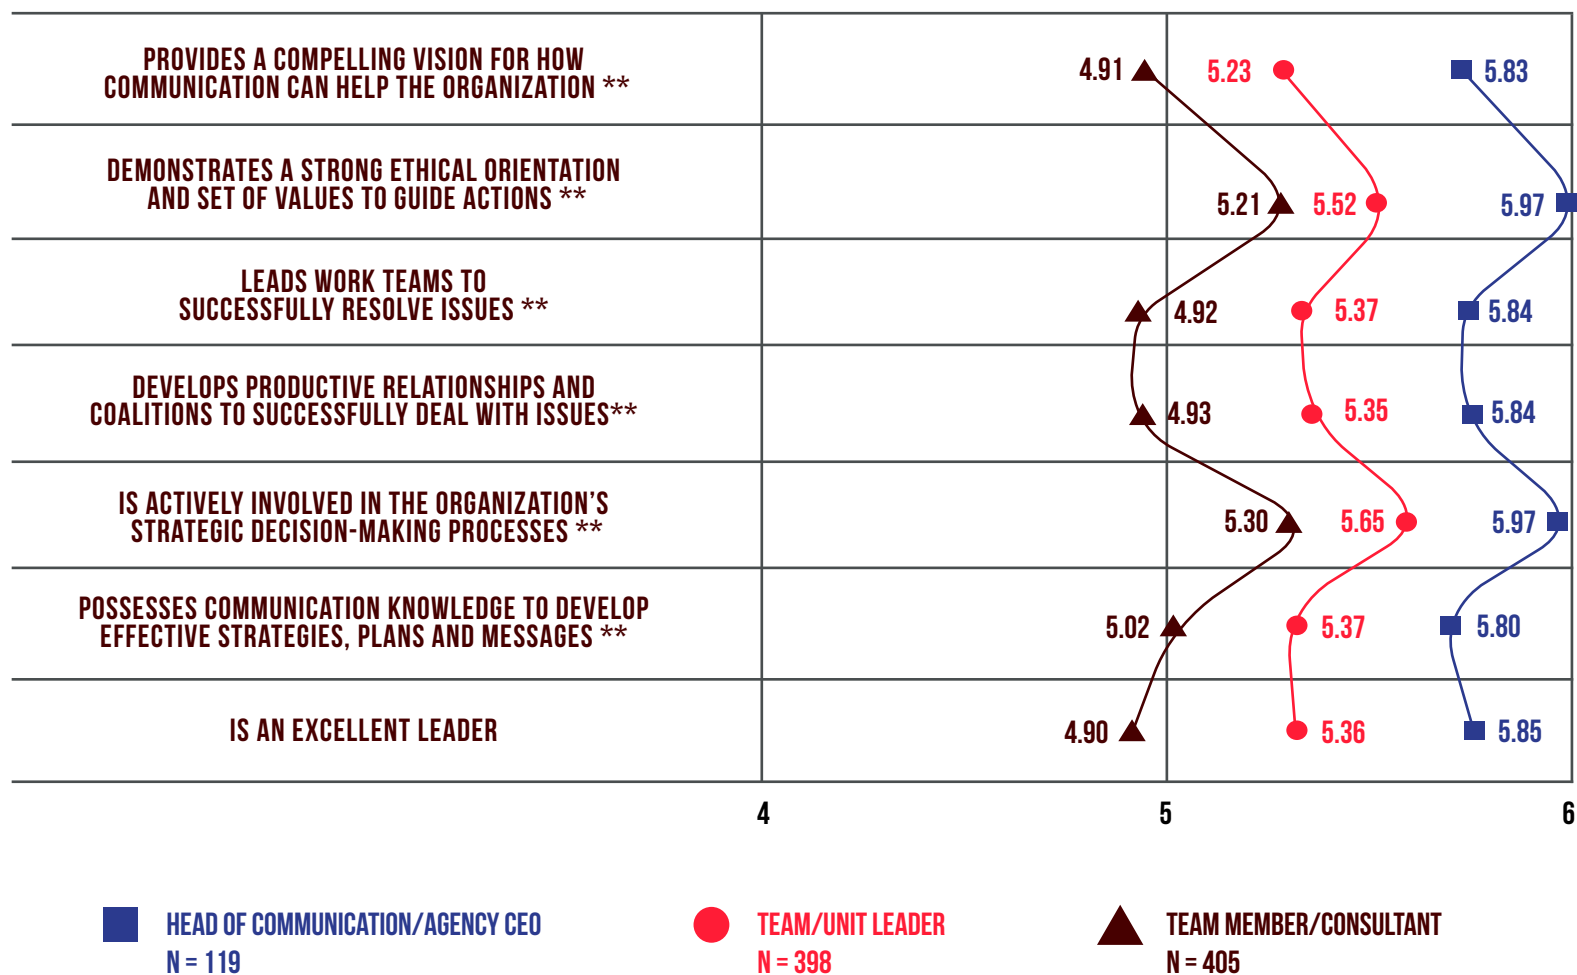 PROVIDES A COMPELLING VISION FOR HOW
COMMUNICATION CAN HELP THE ORGANIZATION **
4.91
5.23
5.83
DEMONSTRATES A STRONG ETHICAL ORIENTATION
AND SET OF VALUES TO GUIDE ACTIONS **
5.21
5.52
5.97
LEADS WORK TEAMS TO
SUCCESSFULLY RESOLVE ISSUES **
4.92
5.37
5.84
DEVELOPS PRODUCTIVE RELATIONSHIPS AND
COALITIONS TO SUCCESSFULLY DEAL WITH ISSUES**
4.93
5.35
5.84
IS ACTIVELY INVOLVED IN THE ORGANIZATION'S
STRATEGIC DECISION-MAKING PROCESSES **
5.30
5.65
5.97
POSSESSES COMMUNICATION KNOWLEDGE TO DEVELOP
EFFECTIVE STRATEGIES, PLANS AND MESSAGES **
5.02
5.37
5.80
IS AN EXCELLENT LEADER
4.90
5.36
5.85
4
5
6
HEAD OF COMMUNICATION/AGENCY CEO
N = 119
TEAM/UNIT LEADER
N = 398
TEAM MEMBER/CONSULTANT
N = 405